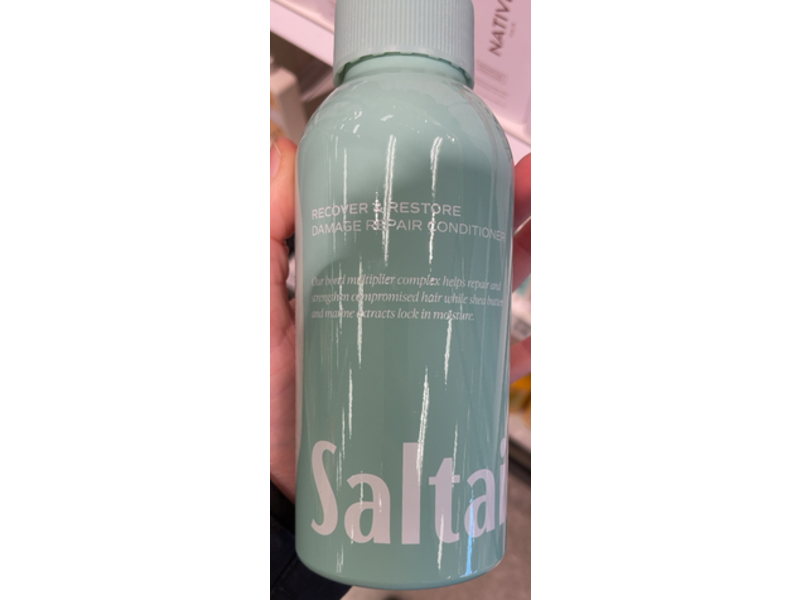 NATIVE
RECOVER & RESTORE
DAMAGE REPAIR CONDITIONER
Our bond multiplier complex helps repair and
strengthen compromised hair while shea butter
and marine extracts lock in moisture.
Saltai